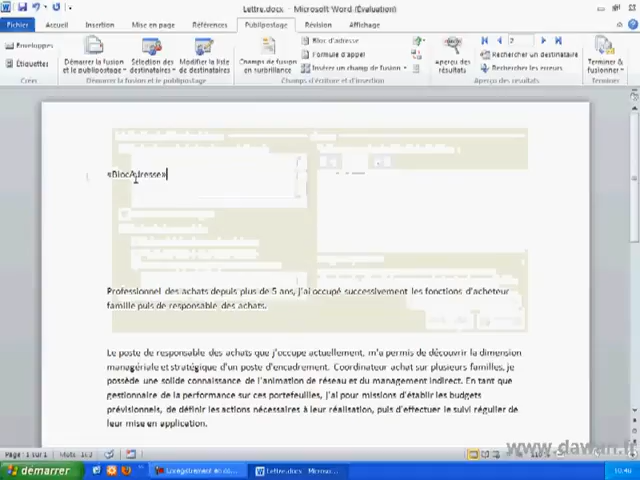 Lettre.docx - Microsoft Word (Évaluation)
Fichier Accueil Insertion Mise en page Références Publipostage Révision Affichage
Enveloppes
Étiquettes
Créer
Démarrer la fusion et le publipostage
Sélection des destinataires
Modifier la liste de destinataires
Démarrer la fusion et le publipostage
Champs de fusion en surbrillance
Bloc d'adresse
Formule d'appel
Insérer un champ de fusion
Champs d'écriture et d'insertion
Aperçu des résultats
2
Rechercher un destinataire
Rechercher les erreurs
Aperçu des résultats
Terminer & fusionner
Terminer
«BlocAdresse»
Professionnel des achats depuis plus de 5 ans, j'ai occupé successivement les fonctions d'acheteur
famille puis de responsable des achats.
Le poste de responsable des achats que j'occupe actuellement, m'a permis de découvrir la dimension
managériale et stratégique d'un poste d'encadrement. Coordinateur achat sur plusieurs familles, je
possède une solide connaissance de l'animation de réseau et du management indirect. En tant que
gestionnaire de la performance sur ces portefeuilles, j'ai pour missions d'établir les budgets
prévisionnels, de définir les actions nécessaires à leur réalisation, puis d'effectuer le suivi régulier de
leur mise en application.
www.dawan.fr
Page : 1 sur 1
démarrer
Enregistrement en co...
Lettre.docx - Micros...